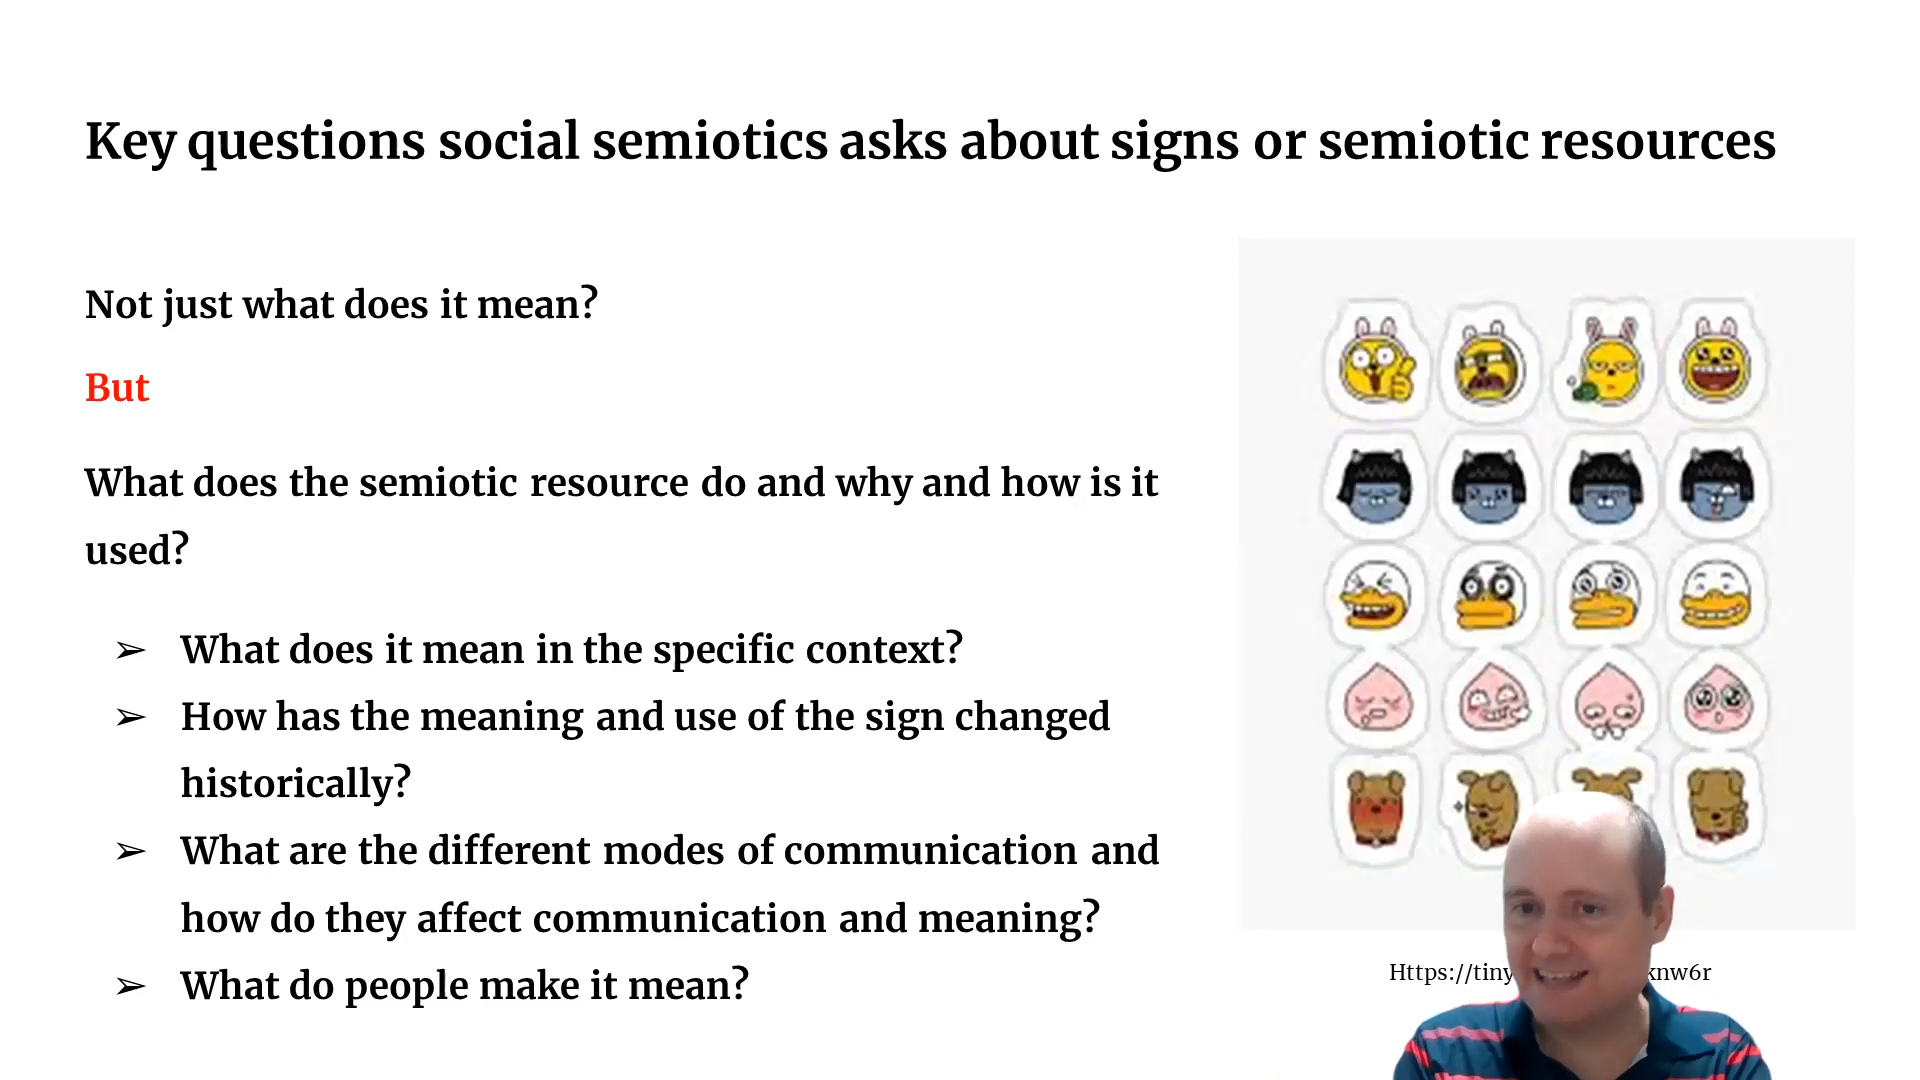 Key questions social semiotics asks about signs or semiotic resources
Not just what does it mean?
But
What does the semiotic resource do and why and how is it
used?
➢ What does it mean in the specific context?
➢ How has the meaning and use of the sign changed
historically?
➢ What are the different modes of communication and
how do they affect communication and meaning?
➢ What do people make it mean?